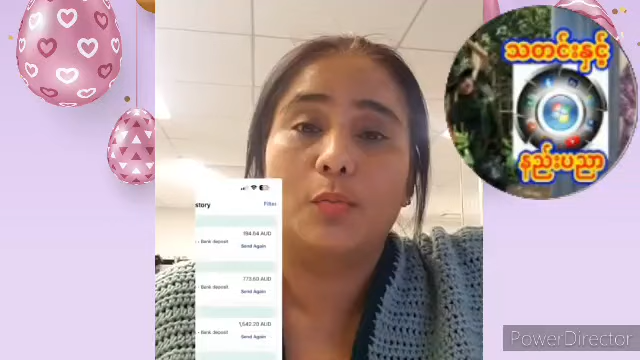 သတင်းနှင့်
နည်းပညာ
story
Filter
194.64 AUD
- Bank deposit
Send Again
773.60 AUD
- Bank deposit
Send Again
1,542.20 AUD
- Bank deposit
Send Again
PowerDirector